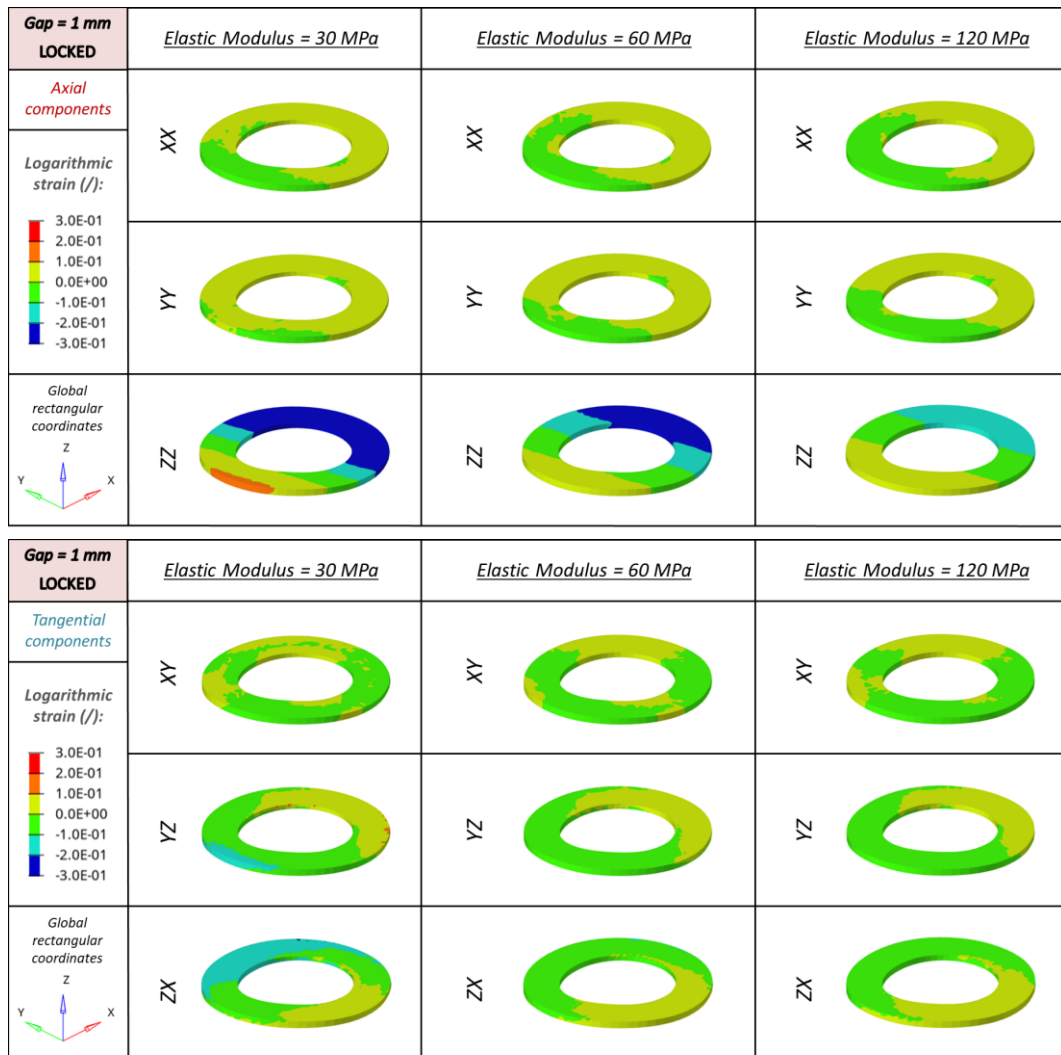 Gap = 1 mm
LOCKED
Elastic Modulus = 30 MPa
Elastic Modulus = 60 MPa
Elastic Modulus = 120 MPa
Axial
components
XX
XX
XX
Logarithmic
strain (/):
3.0E-01
2.0E-01
1.0E-01
0.0E+00
-1.0E-01
-2.0E-01
-3.0E-01
YY
YY
YY
Global
rectangular
coordinates
Z
Y
X
ZZ
ZZ
ZZ
Gap = 1 mm
LOCKED
Elastic Modulus = 30 MPa
Elastic Modulus = 60 MPa
Elastic Modulus = 120 MPa
Tangential
components
XY
XY
XY
Logarithmic
strain (/):
3.0E-01
2.0E-01
1.0E-01
0.0E+00
-1.0E-01
-2.0E-01
-3.0E-01
YZ
YZ
YZ
Global
rectangular
coordinates
Z
Y
X
ZX
ZX
ZX